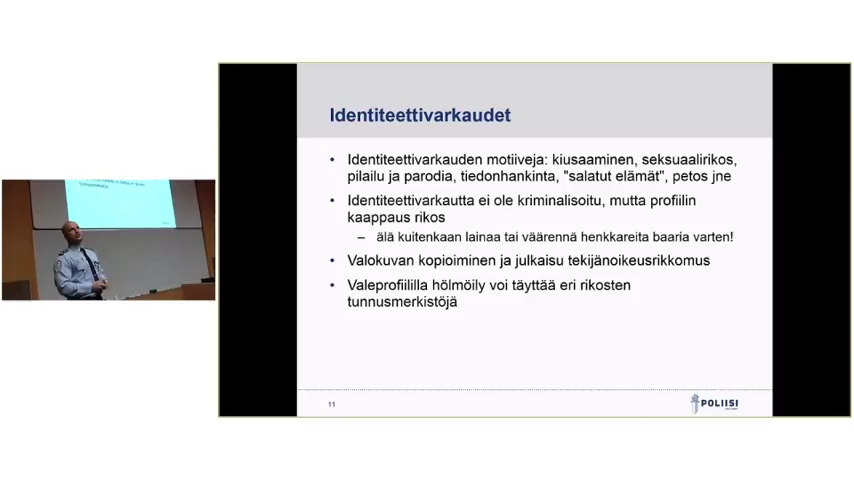 Identiteettivarkaudet
• Identiteettivarkauden motiiveja: kiusaaminen, seksuaalirikos,
pilailu ja parodia, tiedonhankinta, "salatut elämät", petos jne
• Identiteettivarkautta ei ole kriminalisoitu, mutta profiilin
kaappaus rikos
– älä kuitenkaan lainaa tai väärennä henkkareita baaria varten!
• Valokuvan kopioiminen ja julkaisu tekijänoikeusrikkomus
• Valeprofiililla hölmöily voi täyttää eri rikosten
tunnusmerkistöjä
11
POLIISI